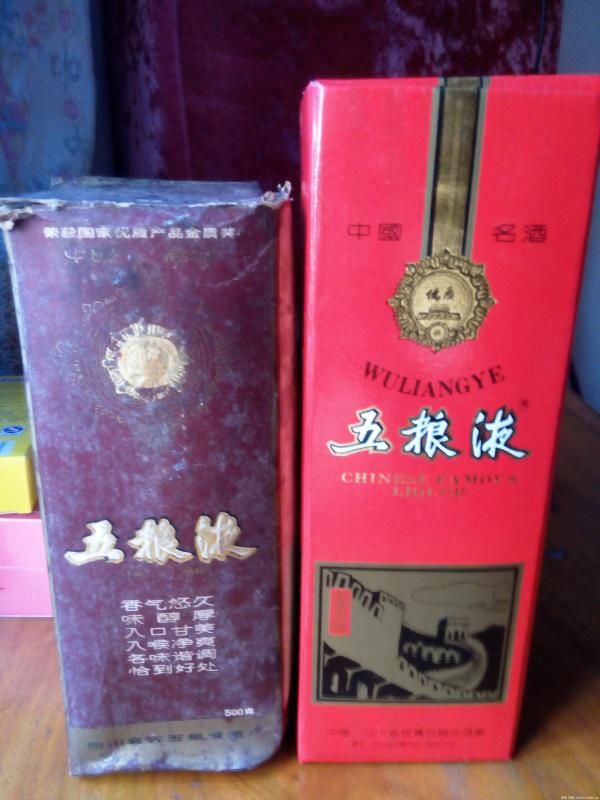 荣获国家优质产品金质奖
五粮液
香气悠久
味醇厚
入口甘美
入喉净爽
各味谐调
恰到好处
500克
中國名酒
优质
WULIANGYE
五粮液®
CHINESE FAMOUS
LIQUOR